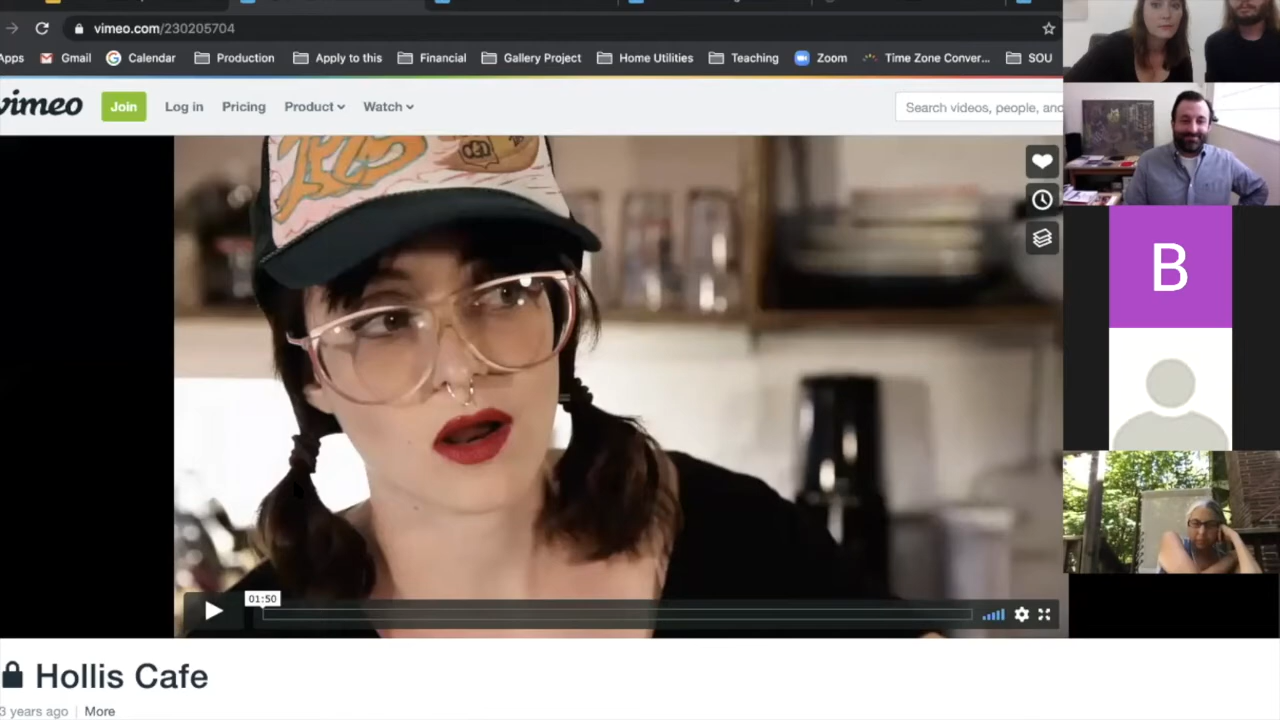 vimeo.com/230205704
Apps Gmail Calendar Production Apply to this Financial Gallery Project Home Utilities Teaching Zoom Time Zone Conver... SOU
vimeo Join Log in Pricing Product Watch Search videos, people, and
CGD
B
01:50
Hollis Cafe
3 years ago | More